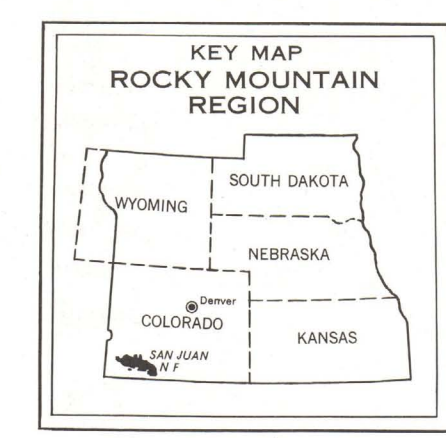 KEY MAP
ROCKY MOUNTAIN
REGION
SOUTH DAKOTA
WYOMING
NEBRASKA
Denver
COLORADO
KANSAS
SAN JUAN
N F